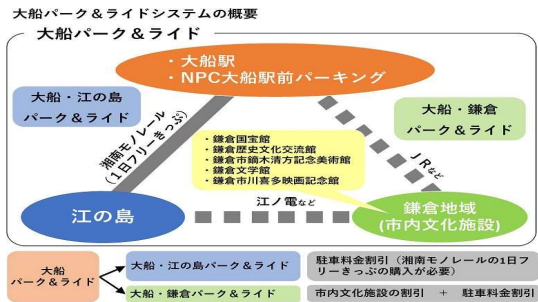 大船パーク＆ライドシステムの概要
大船パーク＆ライド
・大船駅
・NPC大船駅前パーキング
大船・江の島
パーク＆ライド
湘南モノレール
（1日フリーきっぷ）
大船・鎌倉
パーク＆ライド
JRなど
・鎌倉国宝館
・鎌倉歴史文化交流館
・鎌倉市鏑木清方記念美術館
・鎌倉文学館
・鎌倉市川喜多映画記念館
江の島
江ノ電など
鎌倉地域
(市内文化施設)
大船
パーク＆ライド
大船・江の島パーク＆ライド
駐車料金割引（湘南モノレールの1日フ
リーきっぷの購入が必要）
大船・鎌倉パーク＆ライド
市内文化施設の割引　＋　駐車料金割引